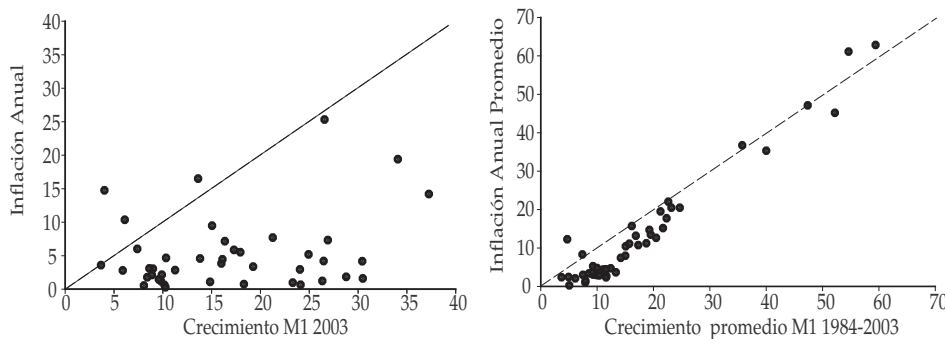 Inflación Anual
40
35
30
25
20
15
10
5
0
0 5 10 15 20 25 30 35 40
Crecimiento M1 2003
Inflación Anual Promedio
70
60
50
40
30
20
10
0
0 10 20 30 40 50 60 70
Crecimiento promedio M1 1984-2003